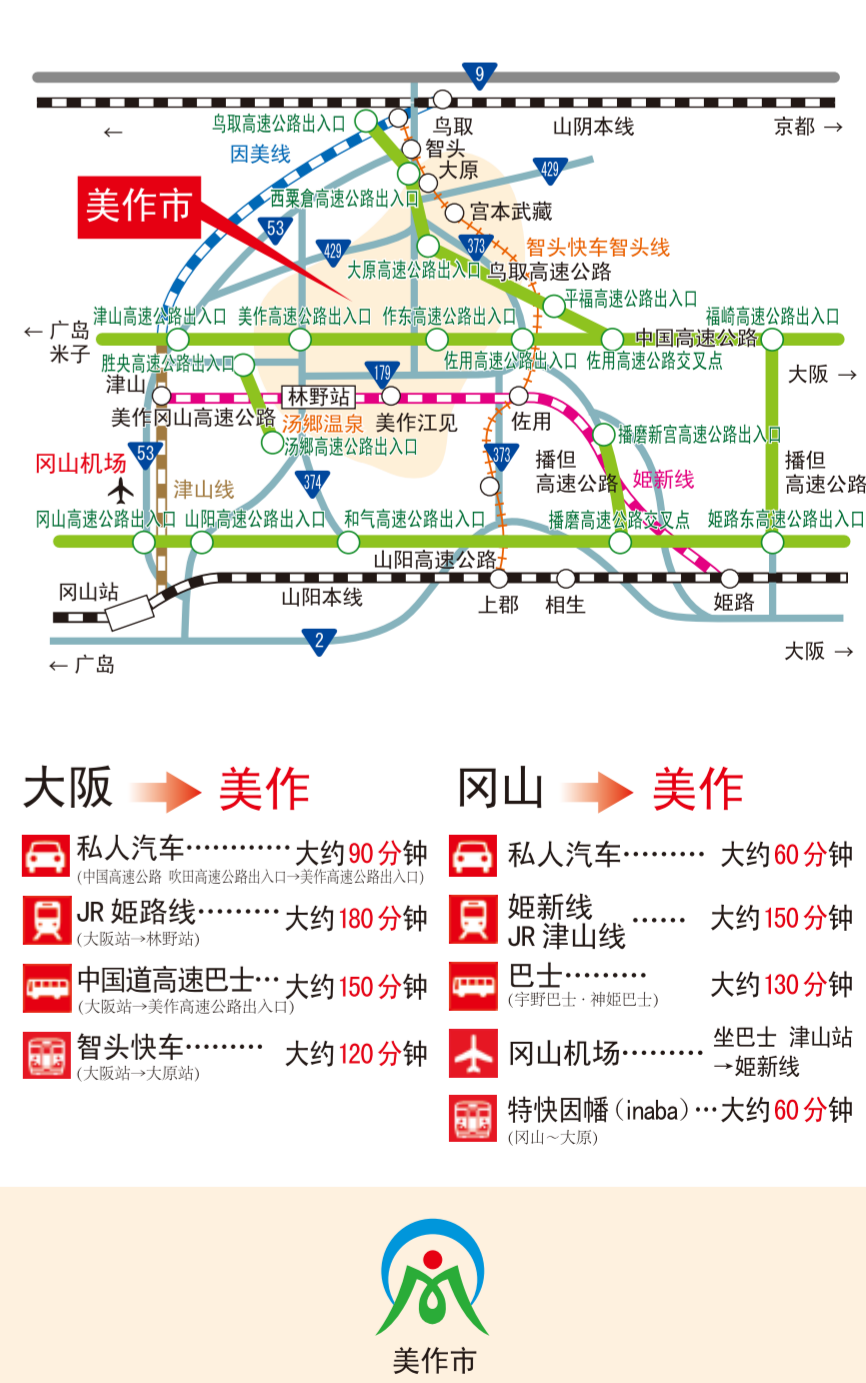 9
鸟取高速公路出入口
鸟取
山阴本线
京都 →
←
因美线
智头
大原
429
西粟倉高速公路出入口
美作市
53
宫本武藏
429
373
智头快车智头线
大原高速公路出入口
鸟取高速公路
平福高速公路出入口
津山高速公路出入口
美作高速公路出入口
作东高速公路出入口
福崎高速公路出入口
← 广岛
米子
中国高速公路
胜央高速公路出入口
佐用高速公路出入口
佐用高速公路交叉点
179
大阪 →
津山
林野站
美作冈山高速公路
汤郷温泉
美作江见
佐用
汤郷高速公路出入口
播磨新宫高速公路出入口
冈山机场
53
373
播但
高速公路
播但
高速公路
姬新线
津山线
374
冈山高速公路出入口
山阳高速公路出入口
和气高速公路出入口
播磨高速公路交叉点
姬路东高速公路出入口
山阳高速公路
冈山站
山阳本线
上郡
相生
姬路
2
← 广岛
大阪 →
大阪 美作
私人汽车…………大约90分钟
(中国高速公路 吹田高速公路出入口→美作高速公路出入口)
JR 姬路线………大约180分钟
(大阪站→林野站)
中国道高速巴士…大约150分钟
(大阪站→美作高速公路出入口)
智头快车……… 大约120分钟
(大阪站→大原站)
冈山 美作
私人汽车……… 大约60分钟
姬新线
JR 津山线 …… 大约150分钟
巴士……… 大约130分钟
(宇野巴士·神姬巴士)
冈山机场……… 坐巴士 津山站
→姬新线
特快因幡（inaba）…大约60分钟
(冈山～大原)
美作市